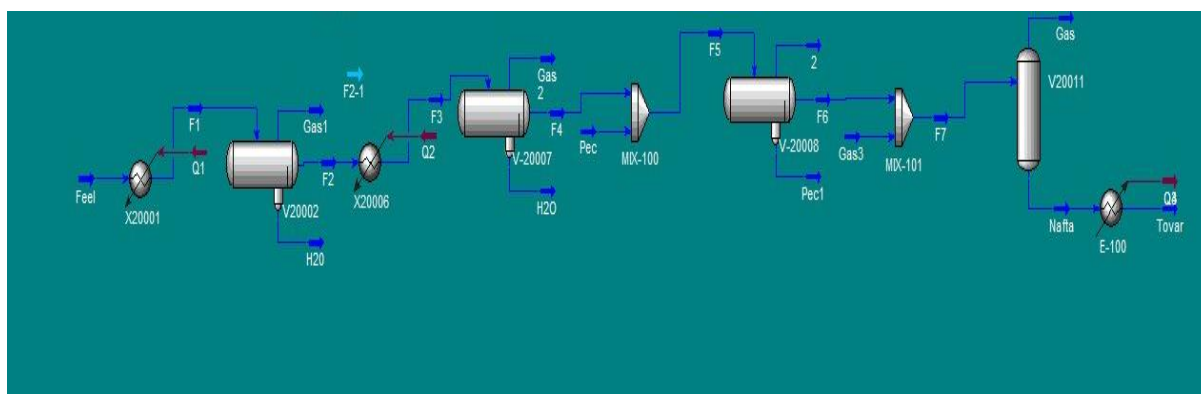 Feel
X20001
Q1
F1
Gas1
V20002
H20
F2
F2-1
X20006
Q2
F3
Gas
2
V-20007
H2O
F4
Pec
MIX-100
F5
2
V-20008
Pec1
F6
Gas3
MIX-101
F7
Gas
V20011
Nafta
E-100
Tovar